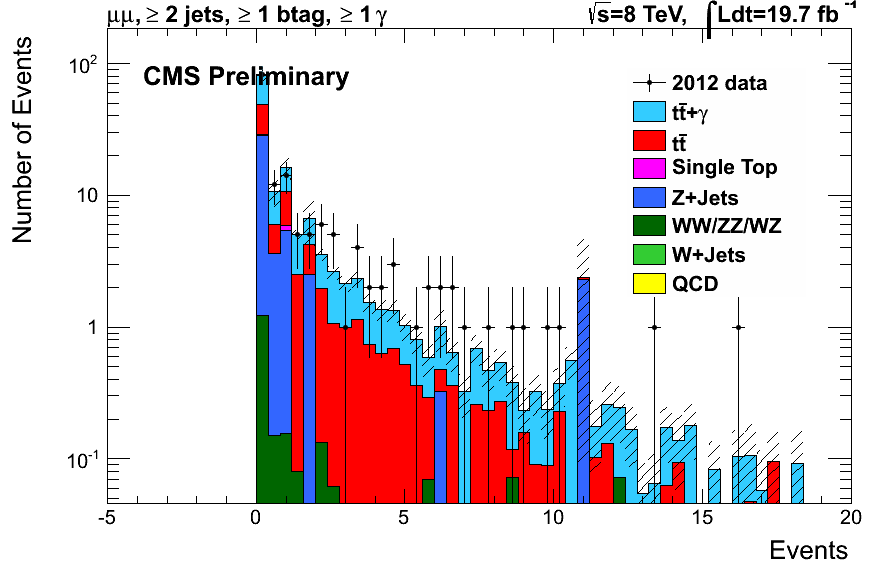 μμ, ≥ 2 jets, ≥ 1 btag, ≥ 1 γ
√s=8 TeV, ∫Ldt=19.7 fb⁻¹
CMS Preliminary
Number of Events
10²
10
1
10⁻¹
2012 data
tt̄+γ
tt̄
Single Top
Z+Jets
WW/ZZ/WZ
W+Jets
QCD
-5 0 5 10 15 20
Events